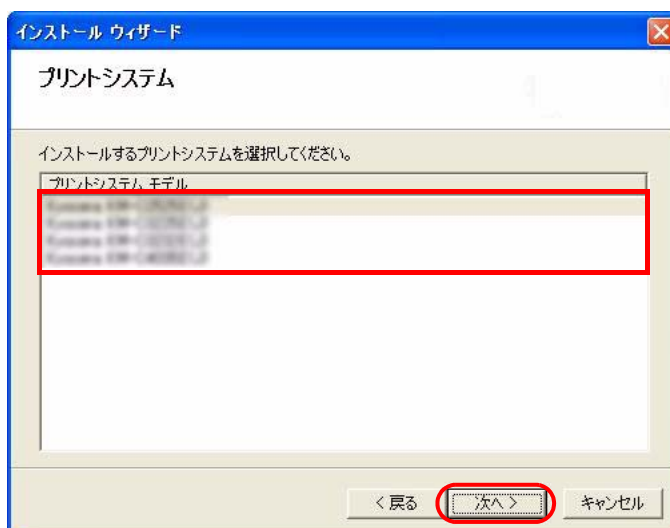 インストール ウィザード
プリントシステム
インストールするプリントシステムを選択してください。
プリントシステム モデル
< 戻る
次へ >
キャンセル